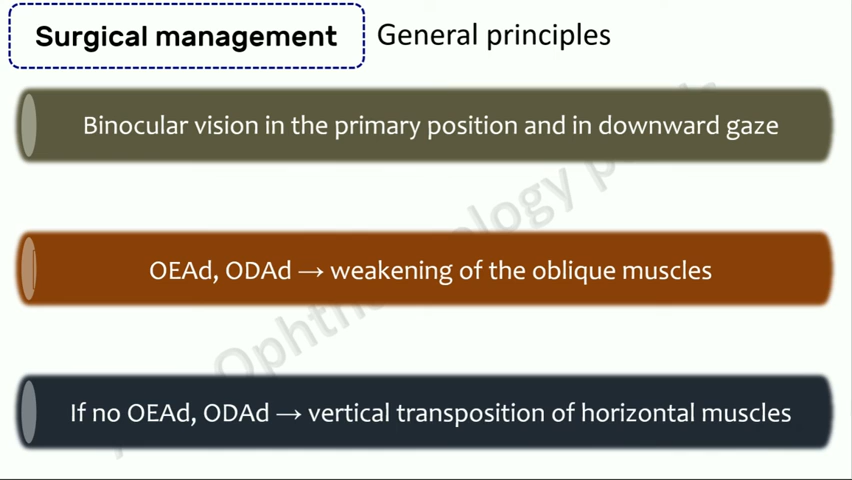 Surgical management General principles
Binocular vision in the primary position and in downward gaze
OEAd, ODAd → weakening of the oblique muscles
If no OEAd, ODAd → vertical transposition of horizontal muscles